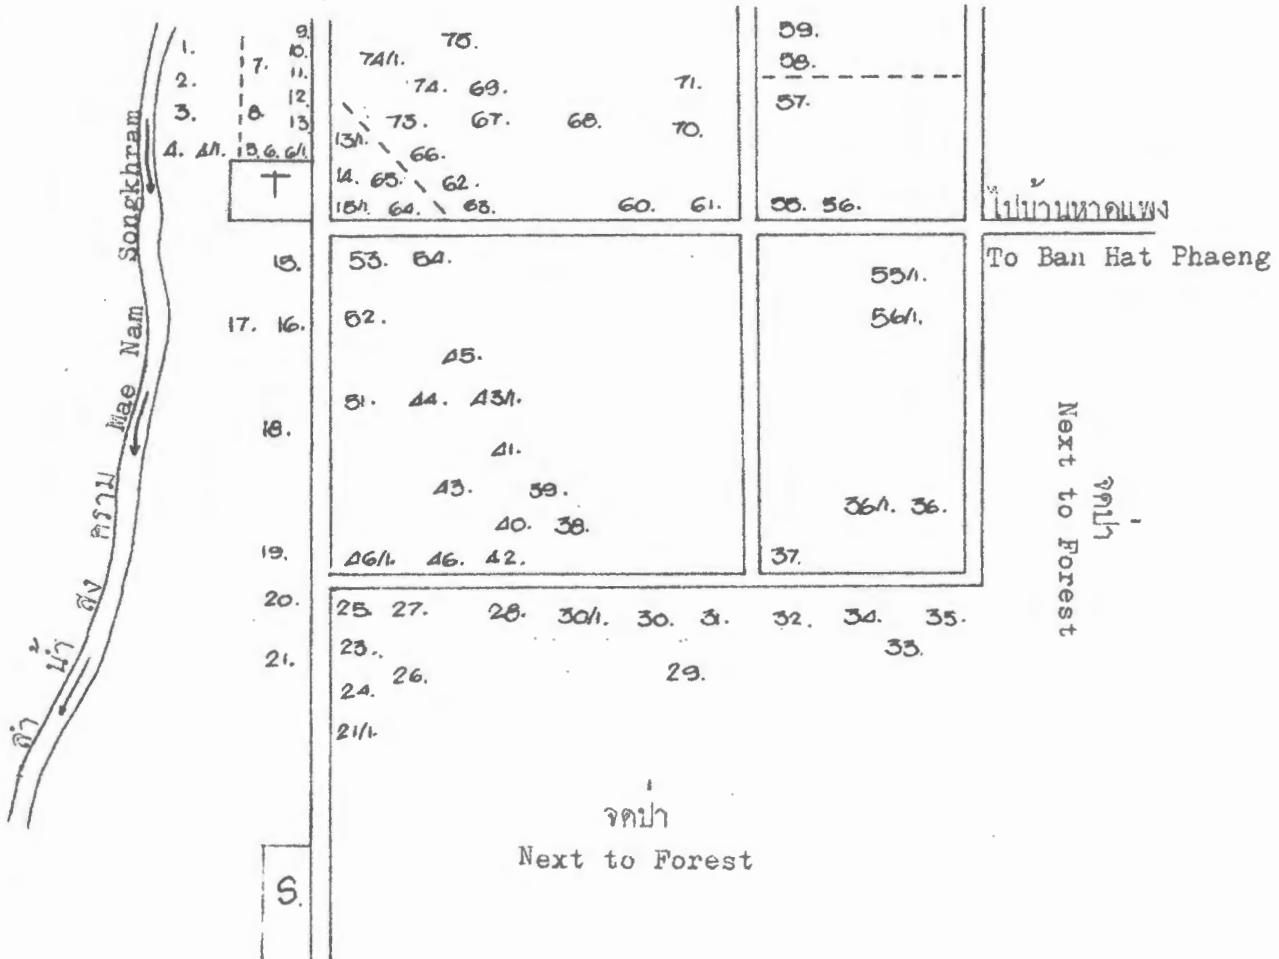 9.
1. 10. 75. 59.
7. 11. 74/1. 58.
2. 12. 74. 69. 71. 57.
3. 8. 13. 73. 67. 68. 70.
13/1.
4. 4/1. 5. 6. 6/1. 66.
T 14. 65. 62.
15/1. 64. 63. 60. 61. 55. 56. ไปบ้านหาดแพง
To Ban Hat Phaeng
15. 53. 54. 55/1.
17. 16. 52. 56/1.
45.
51. 44. 43/1.
18. 41.
43. 39. 36/1. 36.
40. 38.
19. 46/1. 46. 42. 37.
20. 25. 27. 28. 30/1. 30. 31. 32. 34. 35.
21. 23. 33.
24. 26. 29.
21/1.
Mae Nam Songkhram
ลำ น้ำ สง คราม
จดป่า
Next to Forest
จดป่า
Next to Forest
S.